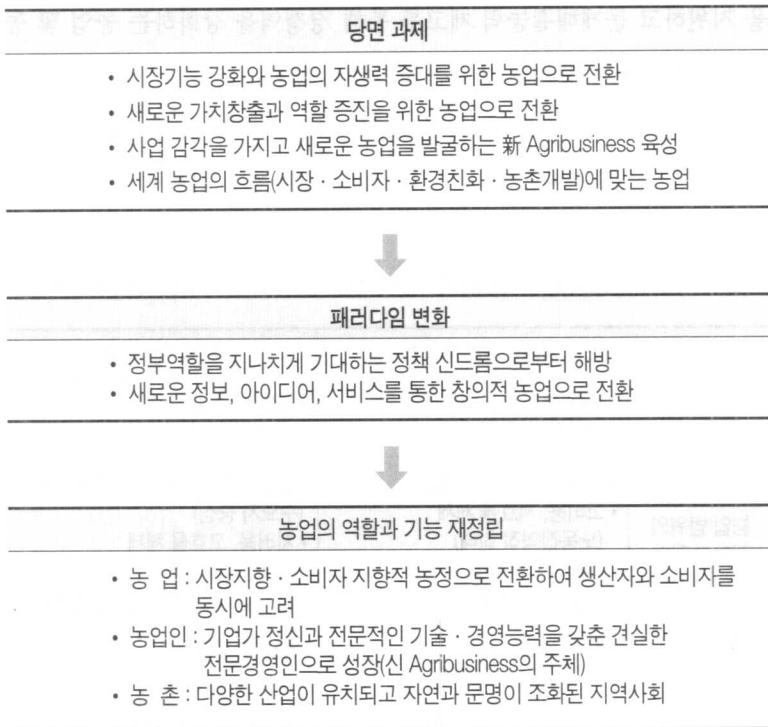 당면 과제
• 시장기능 강화와 농업의 자생력 증대를 위한 농업으로 전환
• 새로운 가치창출과 역할 증진을 위한 농업으로 전환
• 사업 감각을 가지고 새로운 농업을 발굴하는 新 Agribusiness 육성
• 세계 농업의 흐름(시장 · 소비자 · 환경친화 · 농촌개발)에 맞는 농업
패러다임 변화
• 정부역할을 지나치게 기대하는 정책 신드롬으로부터 해방
• 새로운 정보, 아이디어, 서비스를 통한 창의적 농업으로 전환
농업의 역할과 기능 재정립
• 농 업 : 시장지향 · 소비자 지향적 농정으로 전환하여 생산자와 소비자를
동시에 고려
• 농업인 : 기업가 정신과 전문적인 기술 · 경영능력을 갖춘 견실한
전문경영인으로 성장(신 Agribusiness의 주체)
• 농 촌 : 다양한 산업이 유치되고 자연과 문명이 조화된 지역사회